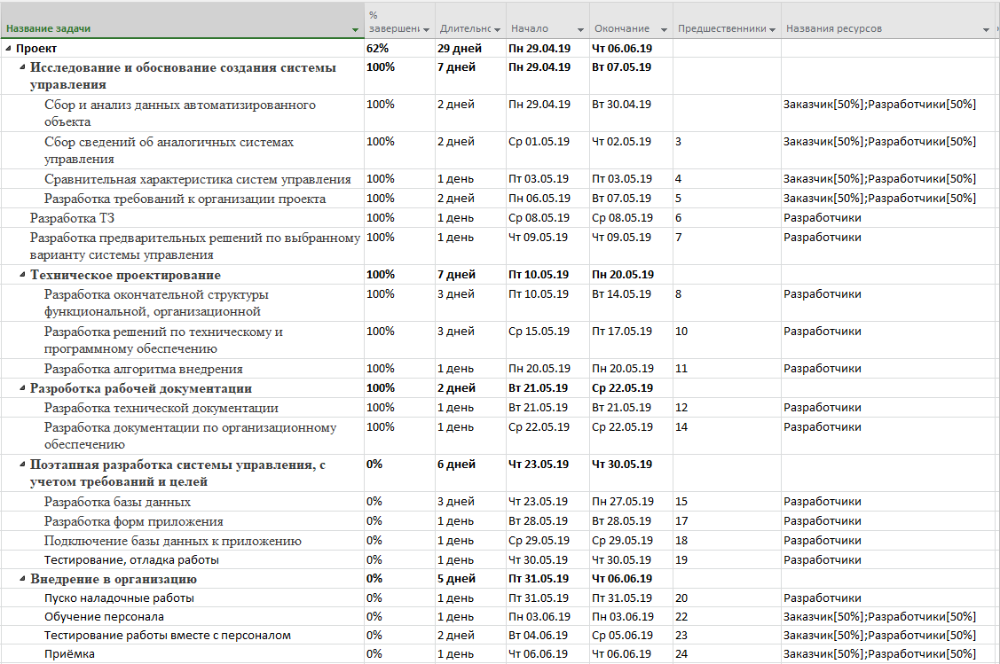 %
Название задачи завершени Длительнс Начало Окончание Предшественники Названия ресурсов
Проект 62% 29 дней Пн 29.04.19 Чт 06.06.19
Исследование и обоснование создания системы 100% 7 дней Пн 29.04.19 Вт 07.05.19
управления
Сбор и анализ данных автоматизированного 100% 2 дней Пн 29.04.19 Вт 30.04.19 Заказчик[50%];Разработчики[50%]
объекта
Сбор сведений об аналогичных системах 100% 2 дней Ср 01.05.19 Чт 02.05.19 3 Заказчик[50%];Разработчики[50%]
управления
Сравнительная характеристика систем управления 100% 1 день Пт 03.05.19 Пт 03.05.19 4 Заказчик[50%];Разработчики[50%]
Разработка требований к организации проекта 100% 2 дней Пн 06.05.19 Вт 07.05.19 5 Заказчик[50%];Разработчики[50%]
Разработка ТЗ 100% 1 день Ср 08.05.19 Ср 08.05.19 6 Разработчики
Разработка предварительных решений по выбранному 100% 1 день Чт 09.05.19 Чт 09.05.19 7 Разработчики
варианту системы управления
Техническое проектирование 100% 7 дней Пт 10.05.19 Пн 20.05.19
Разработка окончательной структуры 100% 3 дней Пт 10.05.19 Вт 14.05.19 8 Разработчики
функциональной, организационной
Разработка решений по техническому и 100% 3 дней Ср 15.05.19 Пт 17.05.19 10 Разработчики
программному обеспечению
Разработка алгоритма внедрения 100% 1 день Пн 20.05.19 Пн 20.05.19 11 Разработчики
Разроботка рабочей документации 100% 2 дней Вт 21.05.19 Ср 22.05.19
Разработка технической документации 100% 1 день Вт 21.05.19 Вт 21.05.19 12 Разработчики
Разработка документации по организационному 100% 1 день Ср 22.05.19 Ср 22.05.19 14 Разработчики
обеспечению
Поэтапная разработка системы управления, с 0% 6 дней Чт 23.05.19 Чт 30.05.19
учетом требований и целей
Разработка базы данных 0% 3 дней Чт 23.05.19 Пн 27.05.19 15 Разработчики
Разработка форм приложения 0% 1 день Вт 28.05.19 Вт 28.05.19 17 Разработчики
Подключение базы данных к приложению 0% 1 день Ср 29.05.19 Ср 29.05.19 18 Разработчики
Тестирование, отладка работы 0% 1 день Чт 30.05.19 Чт 30.05.19 19 Разработчики
Внедрение в организацию 0% 5 дней Пт 31.05.19 Чт 06.06.19
Пуско наладочные работы 0% 1 день Пт 31.05.19 Пт 31.05.19 20 Разработчики
Обучение персонала 0% 1 день Пн 03.06.19 Пн 03.06.19 22 Заказчик[50%];Разработчики[50%]
Тестирование работы вместе с персоналом 0% 2 дней Вт 04.06.19 Ср 05.06.19 23 Заказчик[50%];Разработчики[50%]
Приёмка 0% 1 день Чт 06.06.19 Чт 06.06.19 24 Заказчик[50%];Разработчики[50%]